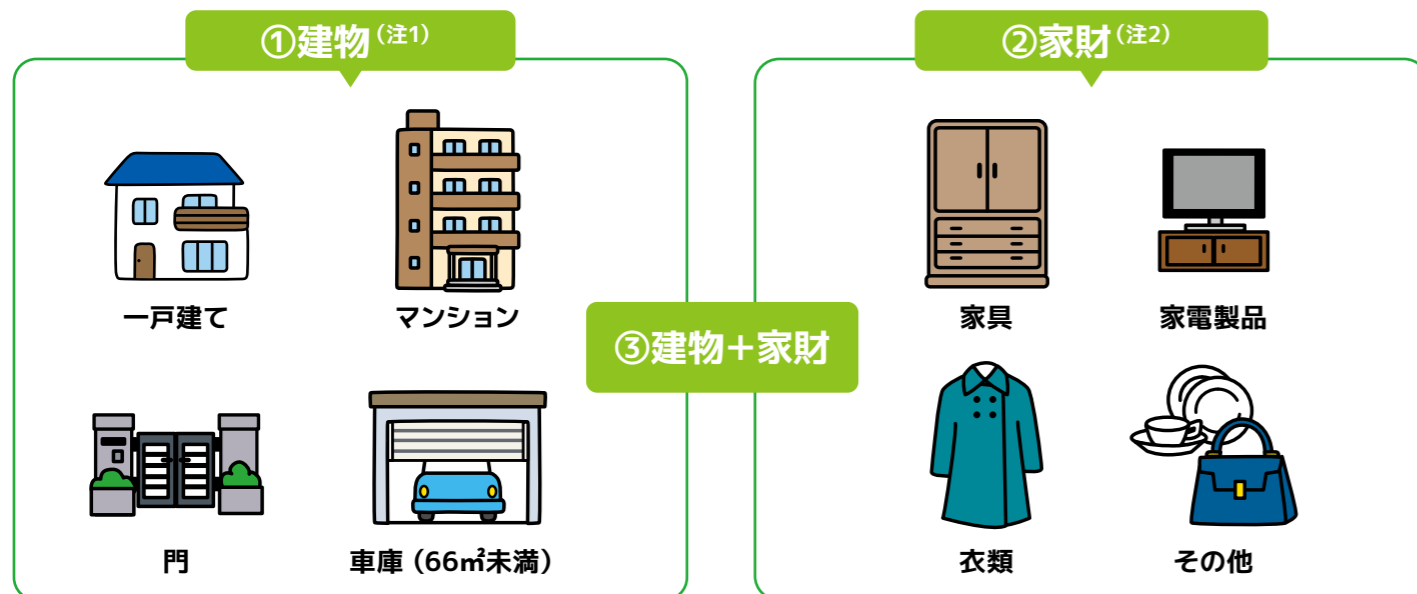 ①建物（注1）
一戸建て
マンション
門
車庫（66㎡未満）
③建物＋家財
②家財（注2）
家具
家電製品
衣類
その他